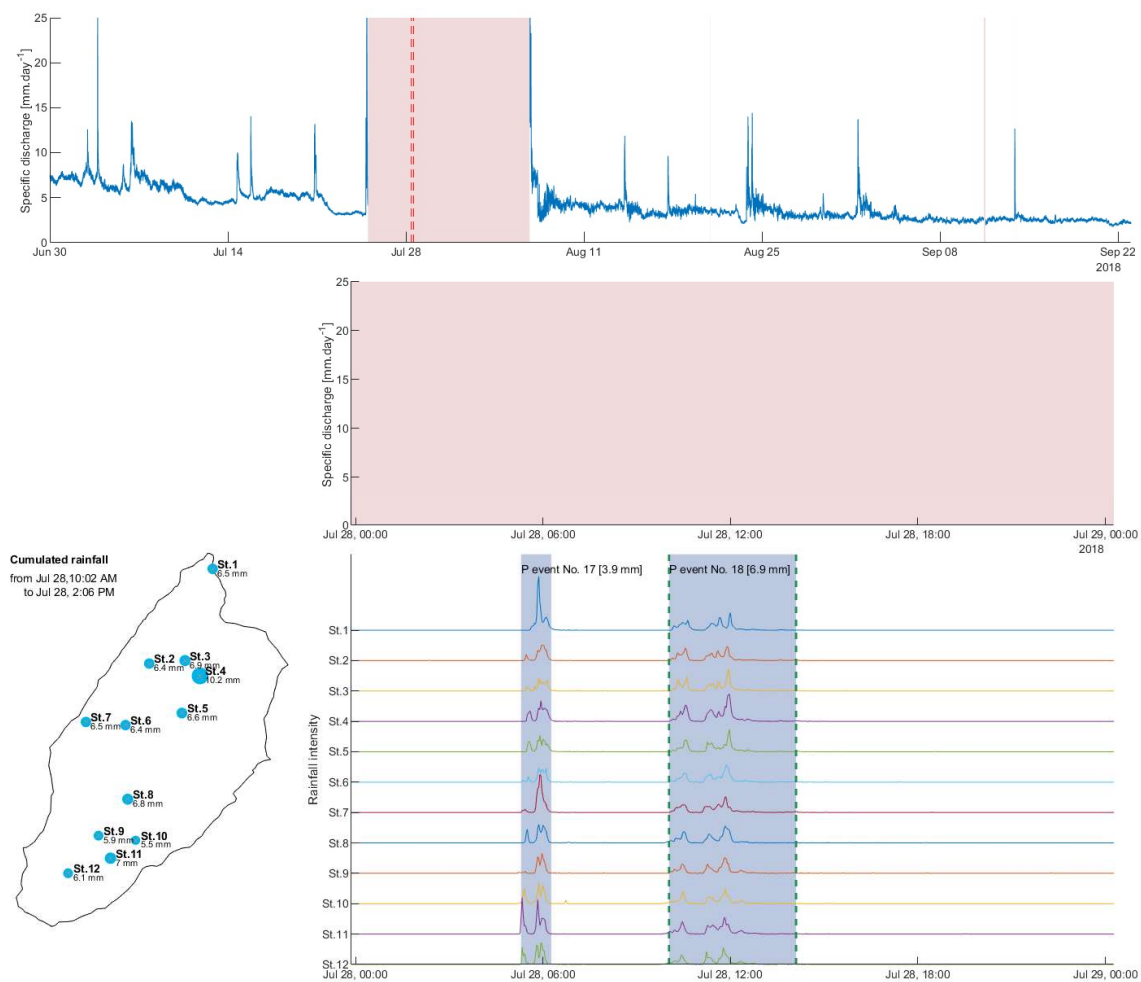 25
20
15
10
5
0
Specific discharge [mm.day-1]
Jun 30 Jul 14 Jul 28 Aug 11 Aug 25 Sep 08 Sep 22
2018
25
20
15
10
5
0
Specific discharge [mm.day-1]
Jul 28, 00:00 Jul 28, 06:00 Jul 28, 12:00 Jul 28, 18:00 Jul 29, 00:00
2018
Cumulated rainfall
from Jul 28,10:02 AM
to Jul 28, 2:06 PM
St.1
6.5 mm
St.2
6.4 mm
St.3
6.9 mm
St.4
10.2 mm
St.5
6.6 mm
St.7
6.5 mm
St.6
6.4 mm
St.8
6.8 mm
St.9
5.9 mm
St.10
5.5 mm
St.11
7 mm
St.12
6.1 mm
P event No. 17 [3.9 mm] P event No. 18 [6.9 mm]
Rainfall intensity
St.1
St.2
St.3
St.4
St.5
St.6
St.7
St.8
St.9
St.10
St.11
St.12
Jul 28, 00:00 Jul 28, 06:00 Jul 28, 12:00 Jul 28, 18:00 Jul 29, 00:00